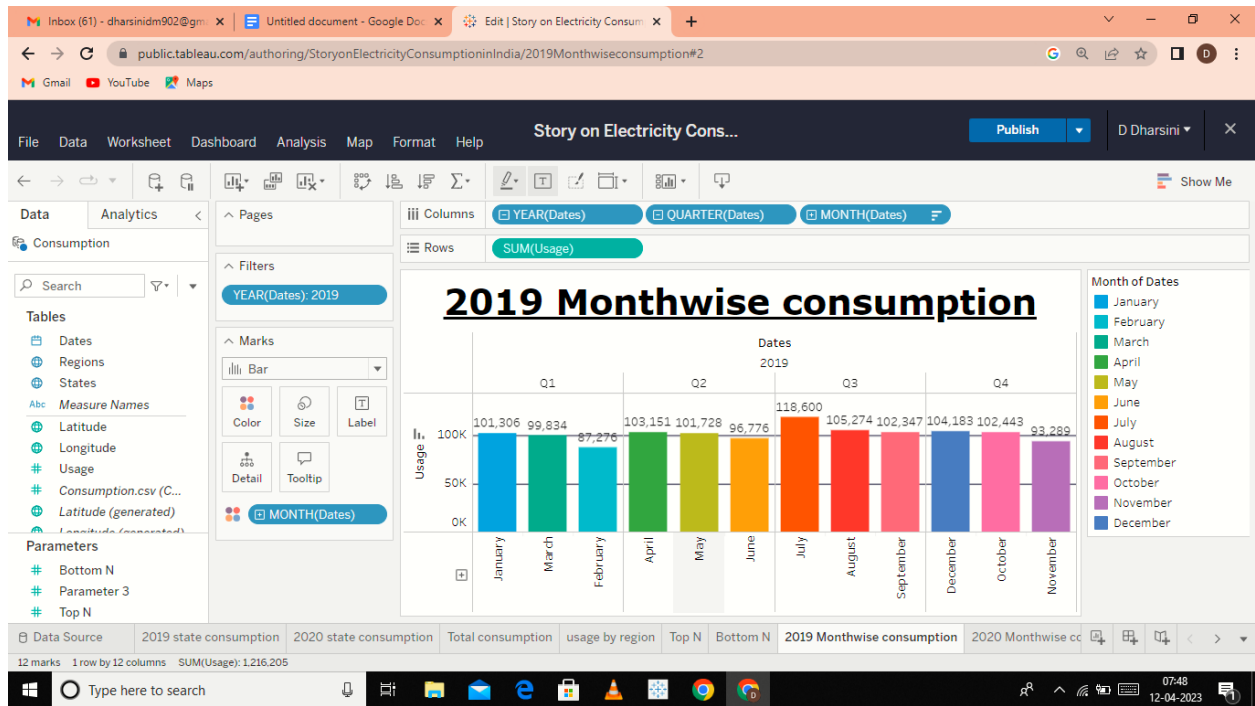 Inbox (61) - dharsinidm902@gm
Untitled document - Google Doc
Edit | Story on Electricity Consum
public.tableau.com/authoring/StoryonElectricityConsumptioninIndia/2019Monthwiseconsumption#2
G
D
Gmail YouTube Maps
Story on Electricity Cons...
Publish
D Dharsini
File Data Worksheet Dashboard Analysis Map Format Help
Show Me
Data Analytics
Consumption
Search
Tables
Dates
Regions
States
Abc Measure Names
Latitude
Longitude
# Usage
# Consumption.csv (C...
Latitude (generated)
Longitude (generated)
Parameters
# Bottom N
# Parameter 3
# Top N
Pages
Filters
YEAR(Dates): 2019
Marks
Bar
Color Size Label
Detail Tooltip
MONTH(Dates)
Columns YEAR(Dates) QUARTER(Dates) MONTH(Dates)
Rows SUM(Usage)
2019 Monthwise consumption
Dates
2019
Q1 Q2 Q3 Q4
Usage
100K
50K
0K
101,306 99,834 87,276 103,151 101,728 96,776 118,600 105,274 102,347 104,183 102,443 93,289
January March February April May June July August September December October November
Month of Dates
January
February
March
April
May
June
July
August
September
October
November
December
Data Source 2019 state consumption 2020 state consumption Total consumption usage by region Top N Bottom N 2019 Monthwise consumption 2020 Monthwise cc
12 marks 1 row by 12 columns SUM(Usage): 1,216,205
Type here to search
07:48
12-04-2023
1